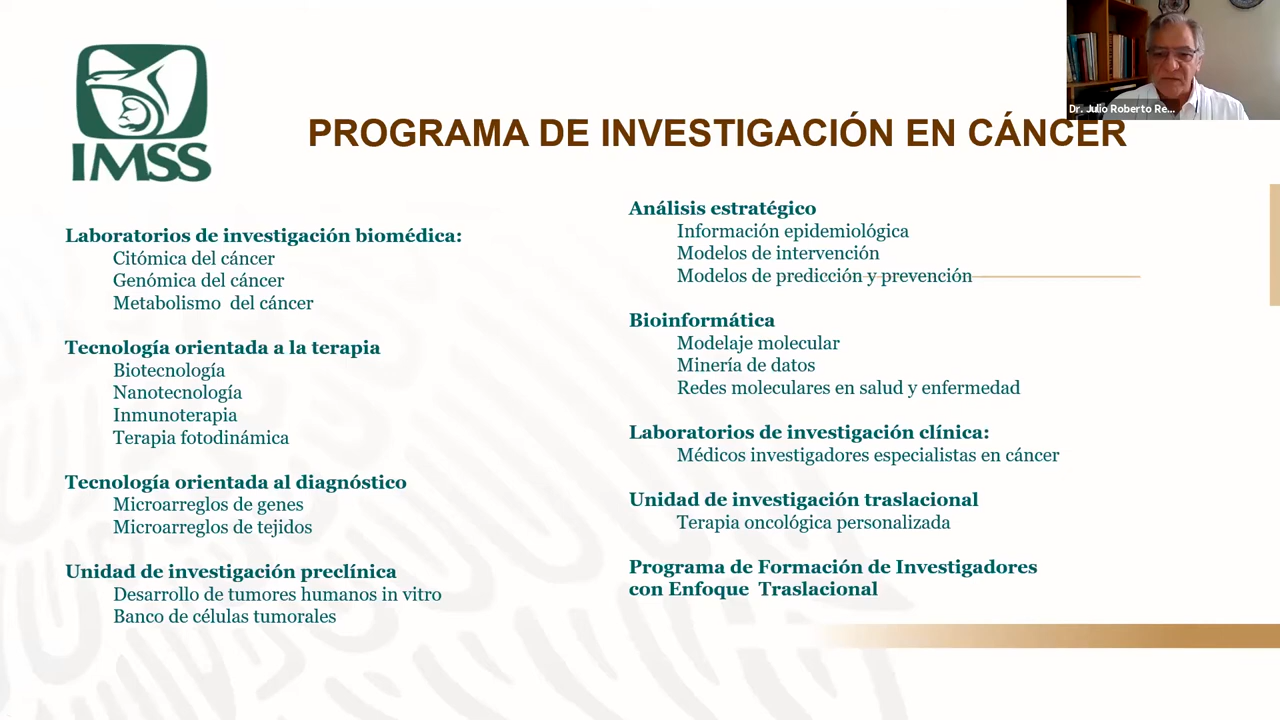 IMSS
Dr. Julio Roberto Re...
PROGRAMA DE INVESTIGACIÓN EN CÁNCER
Laboratorios de investigación biomédica:
Citómica del cáncer
Genómica del cáncer
Metabolismo del cáncer
Tecnología orientada a la terapia
Biotecnología
Nanotecnología
Inmunoterapia
Terapia fotodinámica
Tecnología orientada al diagnóstico
Microarreglos de genes
Microarreglos de tejidos
Unidad de investigación preclínica
Desarrollo de tumores humanos in vitro
Banco de células tumorales
Análisis estratégico
Información epidemiológica
Modelos de intervención
Modelos de predicción y prevención
Bioinformática
Modelaje molecular
Minería de datos
Redes moleculares en salud y enfermedad
Laboratorios de investigación clínica:
Médicos investigadores especialistas en cáncer
Unidad de investigación traslacional
Terapia oncológica personalizada
Programa de Formación de Investigadores
con Enfoque Traslacional